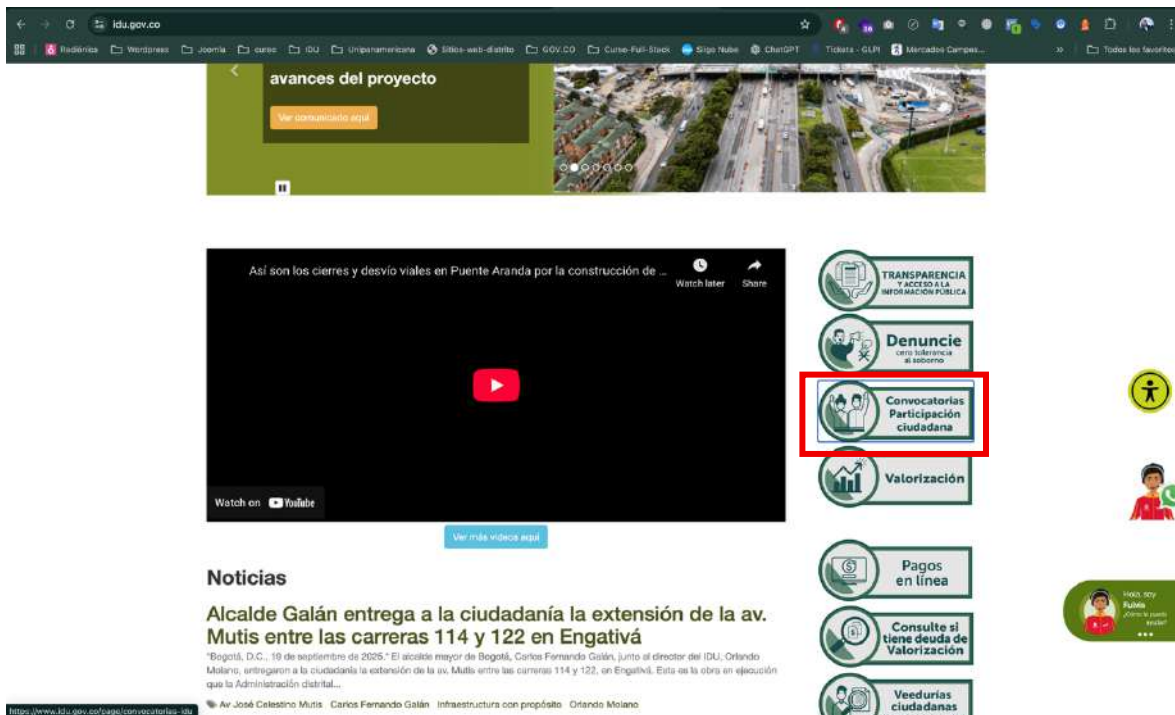 idu.gov.co
Radiónica Wordpress Joomla curso IDU Unipanamericana Sitios-web-distrito GOV.CO Curso-Full-Stack Sigo Nube ChatGPT Tickets - GLPI Mercados Campes... Todos los favoritos
avances del proyecto
Ver comunicado aquí
Así son los cierres y desvío viales en Puente Aranda por la construcción de ...
Watch later
Share
Watch on YouTube
Ver más videos aquí
TRANSPARENCIA
Y ACCESO A LA
INFORMACIÓN PÚBLICA
Denuncie
cero tolerancia
al soborno
Convocatorias
Participación
ciudadana
Valorización
Pagos
en línea
Consulte si
tiene deuda de
Valorización
Veedurías
ciudadanas
Noticias
Alcalde Galán entrega a la ciudadanía la extensión de la av.
Mutis entre las carreras 114 y 122 en Engativá
"Bogotá, D.C., 19 de septiembre de 2025." El alcalde mayor de Bogotá, Carlos Fernando Galán, junto al director del IDU, Orlando
Molano, entregaron a la ciudadanía la extensión de la av. Mutis entre las carreras 114 y 122, en Engativá. Esta es la obra en ejecución
que la Administración distrital...
Av José Celestino Mutis Carlos Fernando Galán Infraestructura con propósito Orlando Molano
Hola, soy
Fulvia
¿Cómo te puedo
ayudar?
https://www.idu.gov.co/page/convocatorias-idu